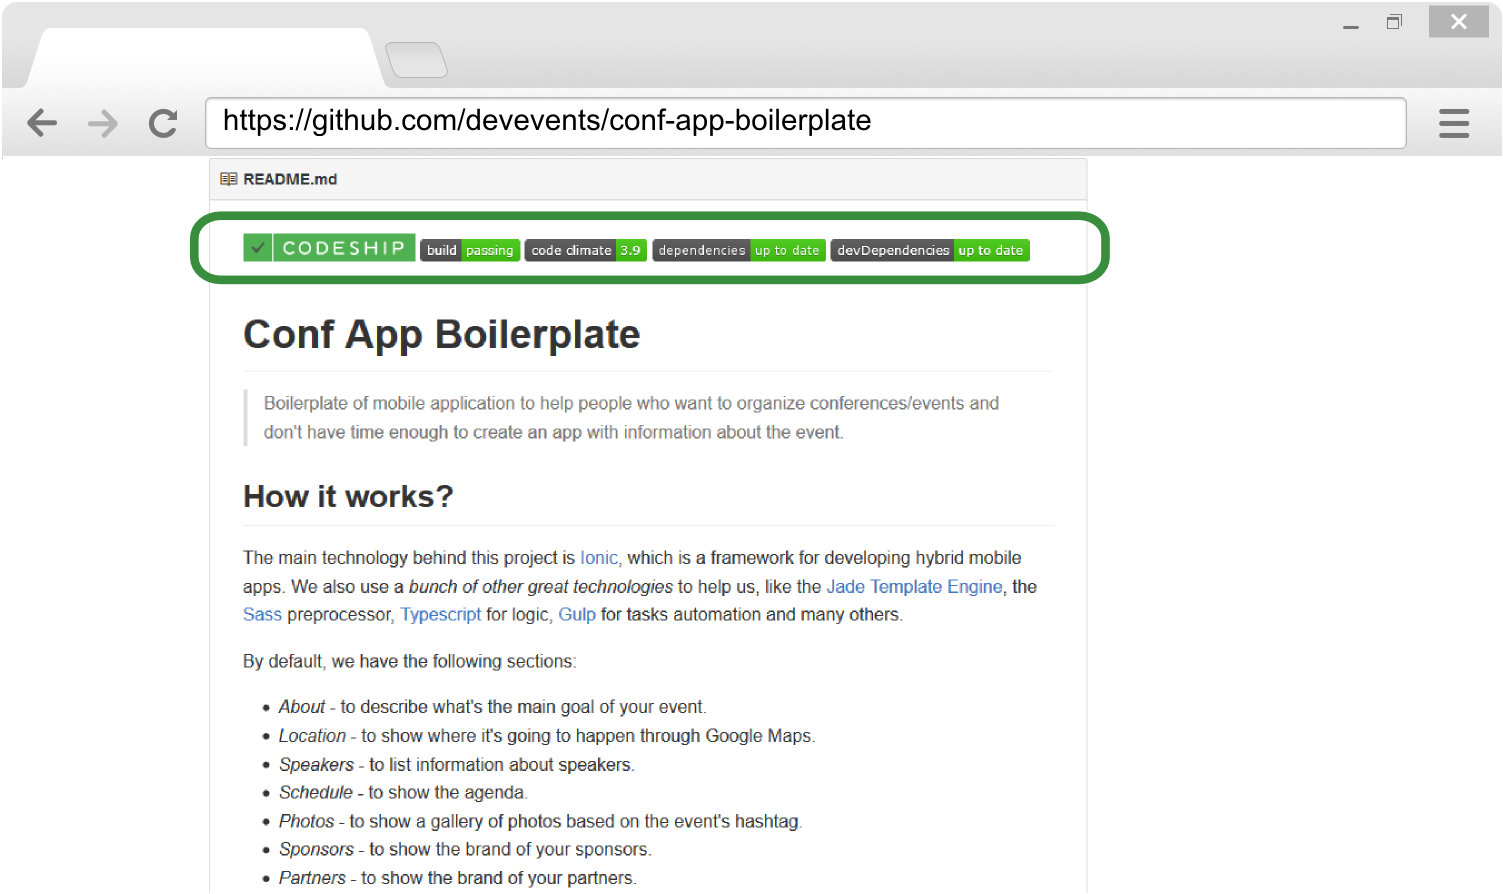 https://github.com/devevents/conf-app-boilerplate
README.md
CODESHIP build passing code climate 3.9 dependencies up to date devDependencies up to date
Conf App Boilerplate
Boilerplate of mobile application to help people who want to organize conferences/events and
don't have time enough to create an app with information about the event.
How it works?
The main technology behind this project is Ionic, which is a framework for developing hybrid mobile
apps. We also use a bunch of other great technologies to help us, like the Jade Template Engine, the
Sass preprocessor, Typescript for logic, Gulp for tasks automation and many others.
By default, we have the following sections:
• About - to describe what's the main goal of your event.
• Location - to show where it's going to happen through Google Maps.
• Speakers - to list information about speakers.
• Schedule - to show the agenda.
• Photos - to show a gallery of photos based on the event's hashtag.
• Sponsors - to show the brand of your sponsors.
• Partners - to show the brand of your partners.